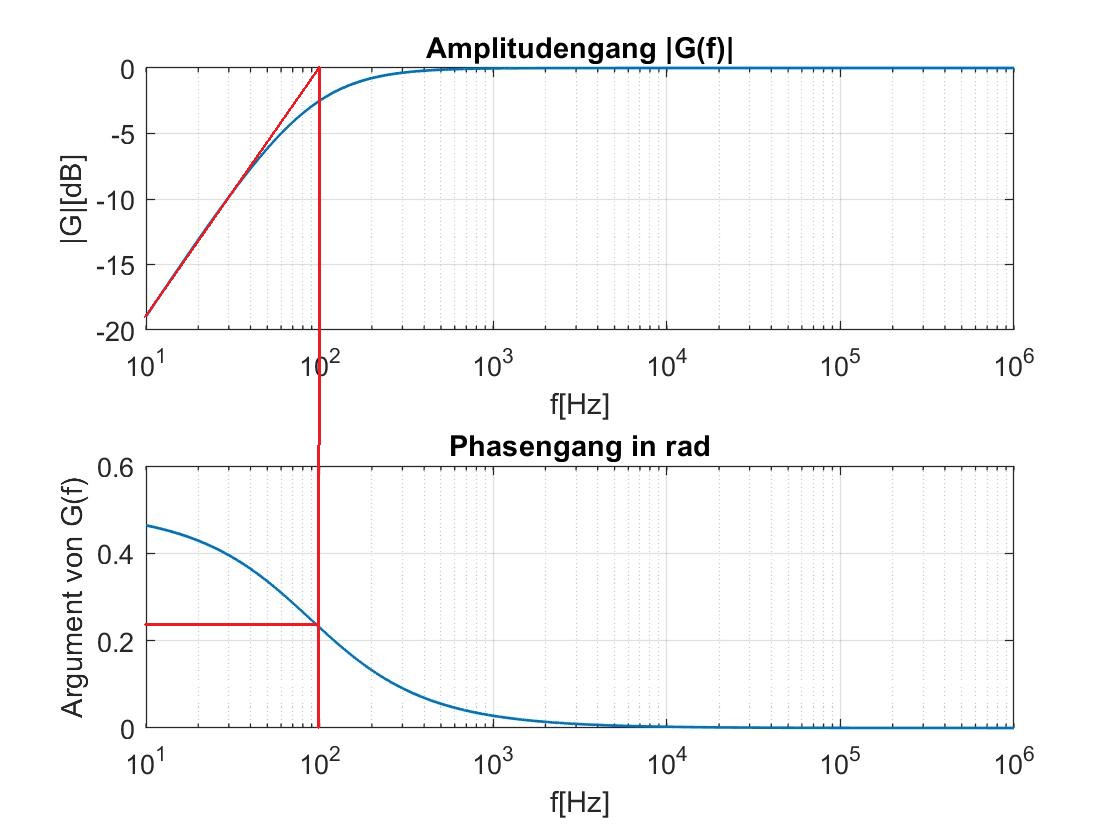 Amplitudengang |G(f)|
|G|[dB]
0
-5
-10
-15
-20
10^1 10^2 10^3 10^4 10^5 10^6
f[Hz]
Phasengang in rad
Argument von G(f)
0.6
0.4
0.2
0
10^1 10^2 10^3 10^4 10^5 10^6
f[Hz]